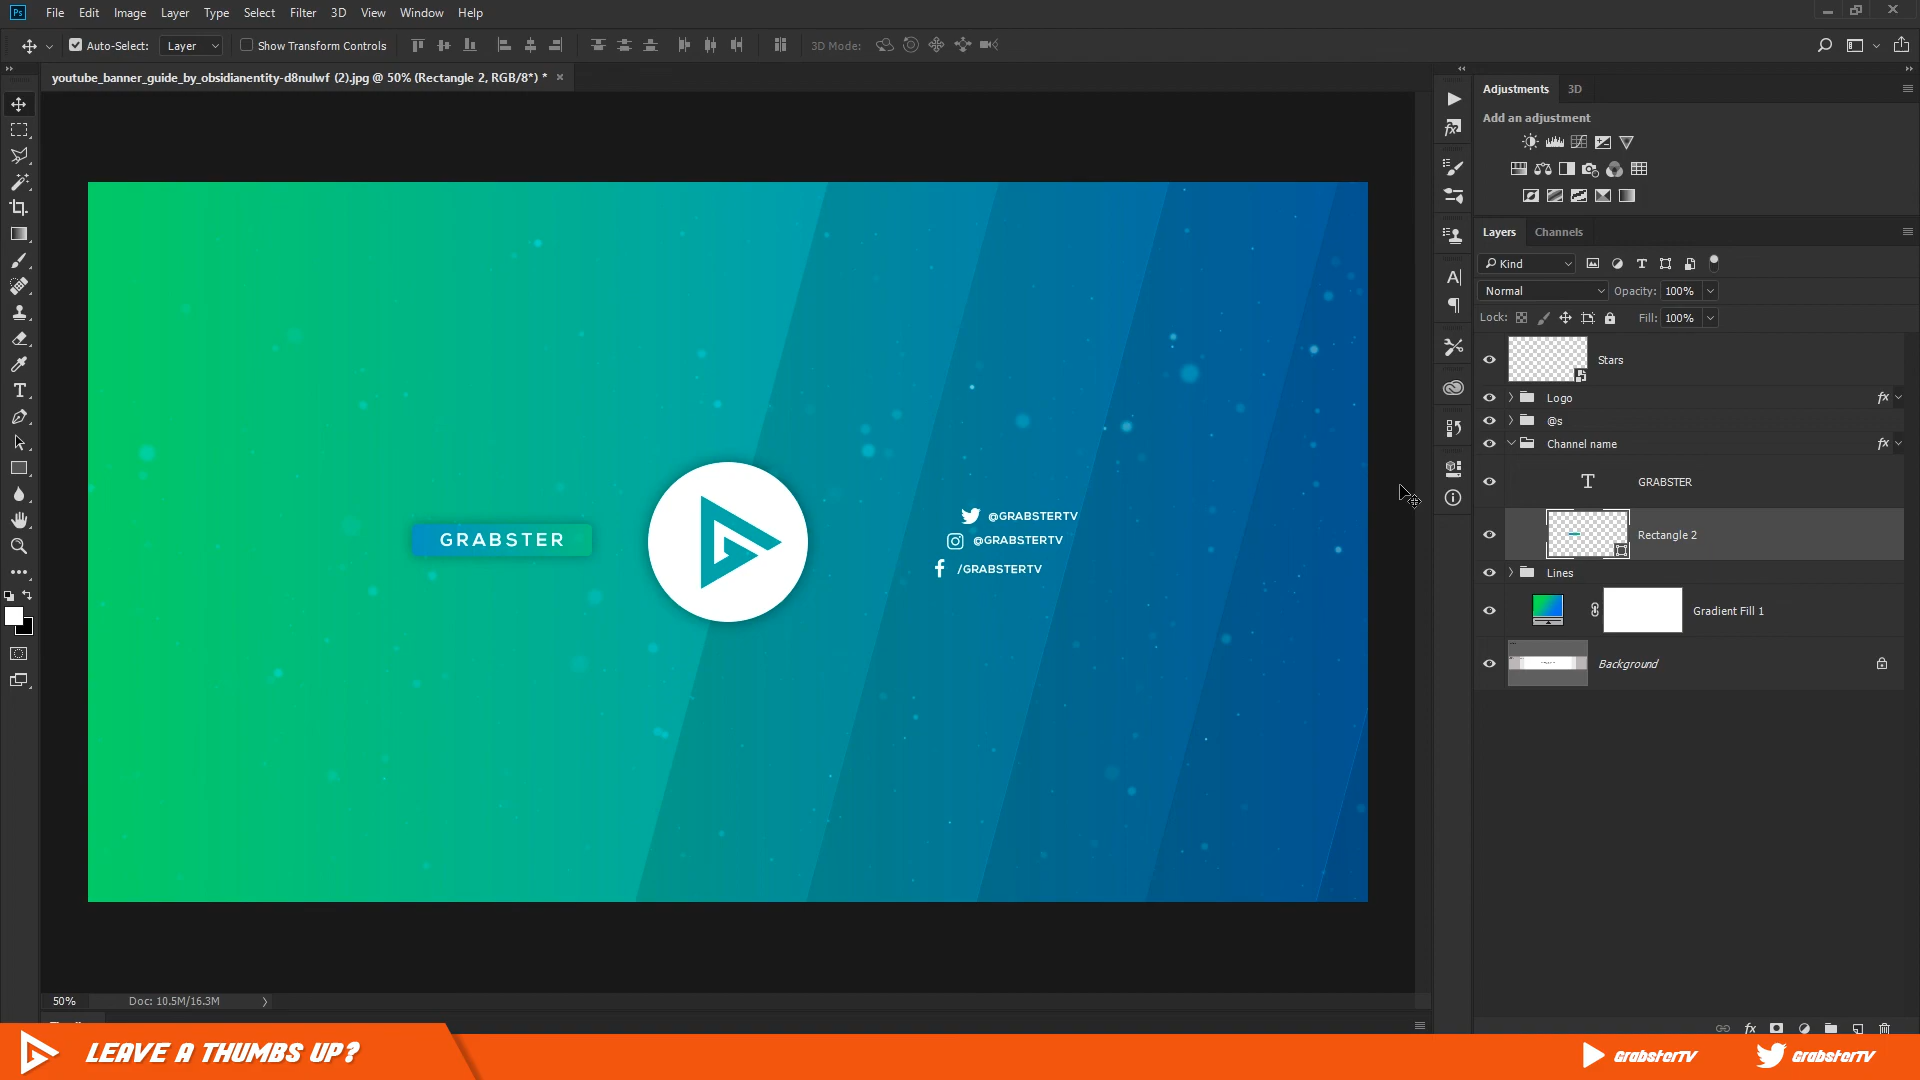 Ps File Edit Image Layer Type Select Filter 3D View Window Help
Auto-Select: Layer Show Transform Controls 3D Mode:
youtube_banner_guide_by_obsidianentity-d8nulwf (2).jpg @ 50% (Rectangle 2, RGB/8*) *
Adjustments 3D
Add an adjustment
Layers Channels
Kind
Normal Opacity: 100%
Lock: Fill: 100%
Stars
Logo fx
@s
Channel name fx
GRABSTER
Rectangle 2
Lines
Gradient Fill 1
Background
GRABSTER
@GRABSTERTV
@GRABSTERTV
/GRABSTERTV
50% Doc: 10.5M/16.3M
LEAVE A THUMBS UP?
GrabsterTV
GrabsterTV